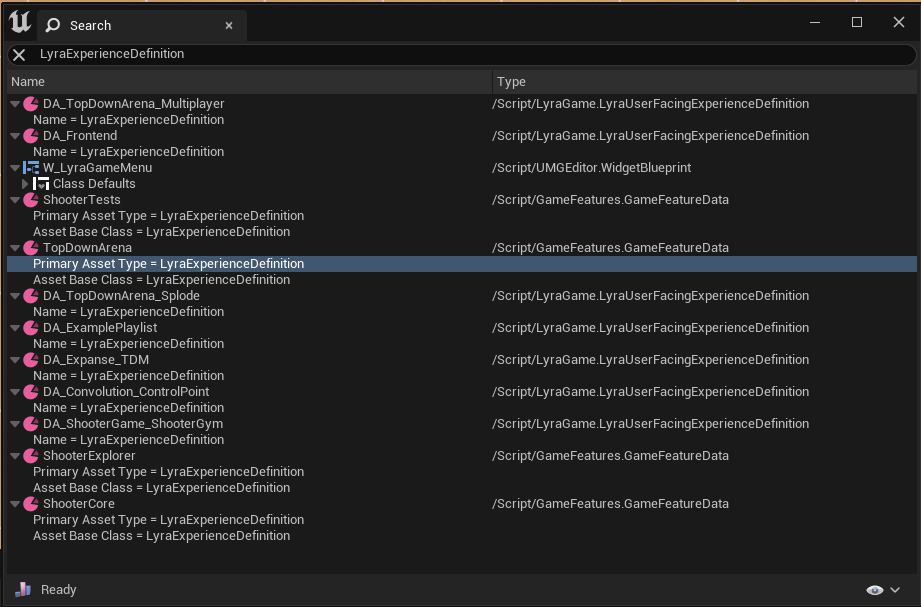 Search
LyraExperienceDefinition
Name Type
DA_TopDownArena_Multiplayer /Script/LyraGame.LyraUserFacingExperienceDefinition
Name = LyraExperienceDefinition
DA_Frontend /Script/LyraGame.LyraUserFacingExperienceDefinition
Name = LyraExperienceDefinition
W_LyraGameMenu /Script/UMGEditor.WidgetBlueprint
Class Defaults
ShooterTests /Script/GameFeatures.GameFeatureData
Primary Asset Type = LyraExperienceDefinition
Asset Base Class = LyraExperienceDefinition
TopDownArena /Script/GameFeatures.GameFeatureData
Primary Asset Type = LyraExperienceDefinition
Asset Base Class = LyraExperienceDefinition
DA_TopDownArena_Splode /Script/LyraGame.LyraUserFacingExperienceDefinition
Name = LyraExperienceDefinition
DA_ExamplePlaylist /Script/LyraGame.LyraUserFacingExperienceDefinition
Name = LyraExperienceDefinition
DA_Expanse_TDM /Script/LyraGame.LyraUserFacingExperienceDefinition
Name = LyraExperienceDefinition
DA_Convolution_ControlPoint /Script/LyraGame.LyraUserFacingExperienceDefinition
Name = LyraExperienceDefinition
DA_ShooterGame_ShooterGym /Script/LyraGame.LyraUserFacingExperienceDefinition
Name = LyraExperienceDefinition
ShooterExplorer /Script/GameFeatures.GameFeatureData
Primary Asset Type = LyraExperienceDefinition
Asset Base Class = LyraExperienceDefinition
ShooterCore /Script/GameFeatures.GameFeatureData
Primary Asset Type = LyraExperienceDefinition
Asset Base Class = LyraExperienceDefinition
Ready